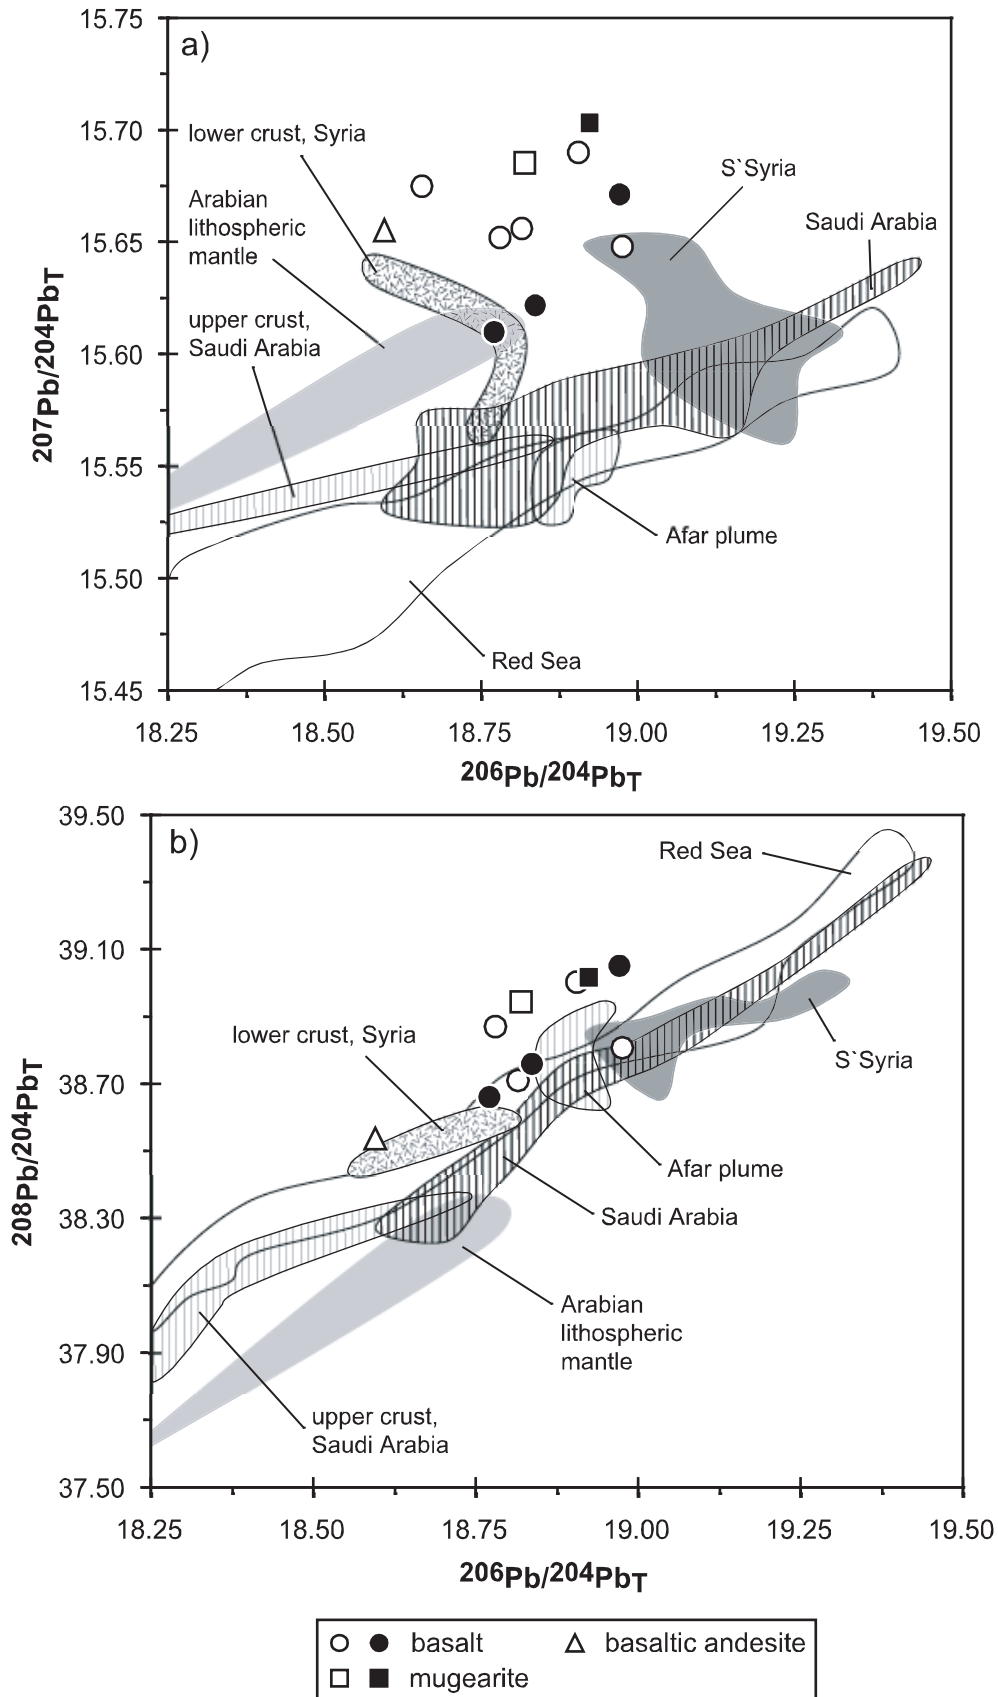 15.75
a)
15.70
lower crust, Syria
S`Syria
Arabian
lithospheric
mantle
Saudi Arabia
15.65
upper crust,
Saudi Arabia
15.60
207Pb/204PbT
15.55
Afar plume
15.50
Red Sea
15.45
18.25 18.50 18.75 19.00 19.25 19.50
206Pb/204PbT
39.50
b)
Red Sea
39.10
lower crust, Syria
S`Syria
38.70
208Pb/204PbT
Afar plume
Saudi Arabia
38.30
Arabian
lithospheric
mantle
37.90
upper crust,
Saudi Arabia
37.50
18.25 18.50 18.75 19.00 19.25 19.50
206Pb/204PbT
basalt basaltic andesite
mugearite